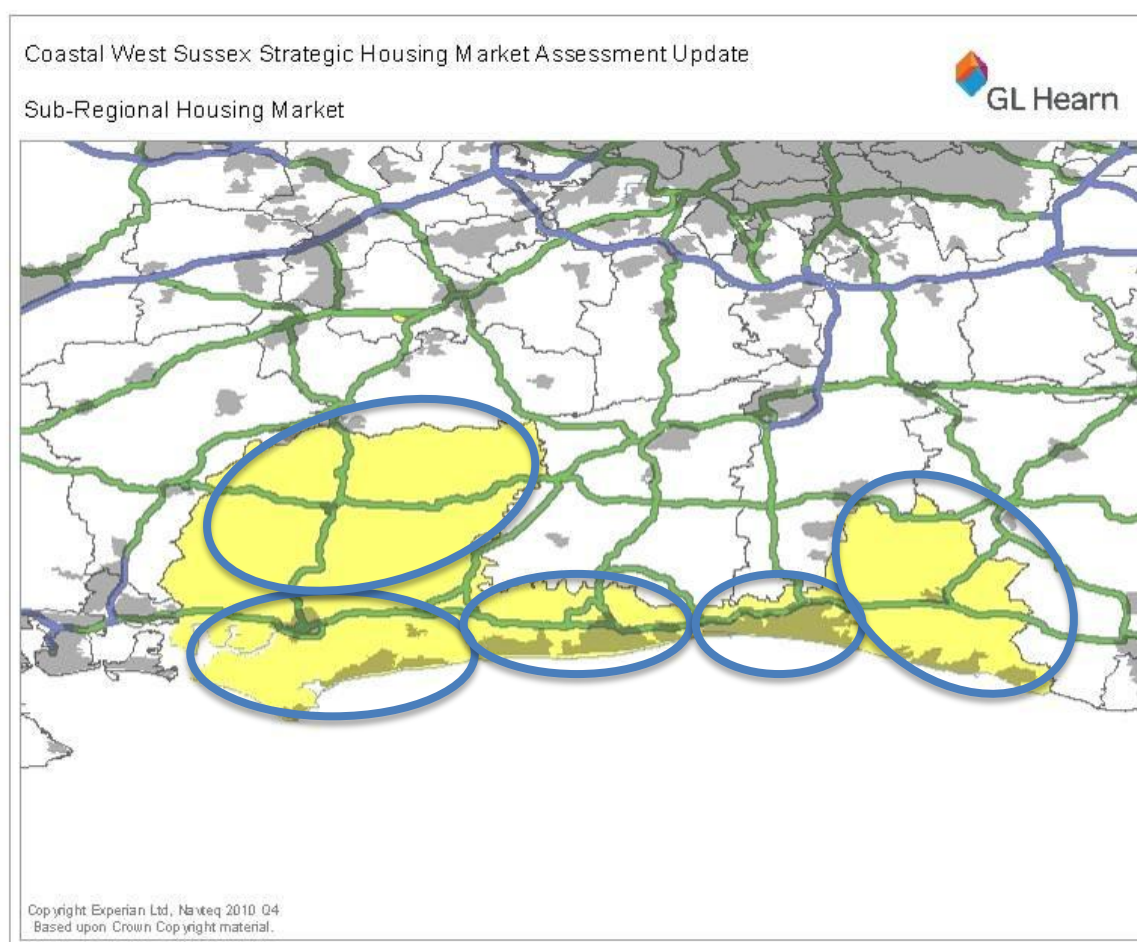 Coastal West Sussex Strategic Housing Market Assessment Update
GL Hearn
Sub-Regional Housing Market
Copyright Experian Ltd, Navteq 2010 Q4
Based upon Crown Copyright material.